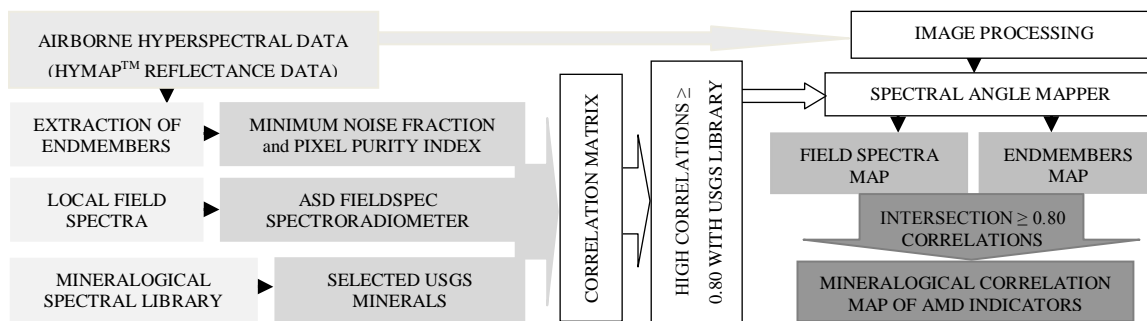 AIRBORNE HYPERSPECTRAL DATA
(HYMAP™ REFLECTANCE DATA)
EXTRACTION OF
ENDMEMBERS
MINIMUM NOISE FRACTION
and PIXEL PURITY INDEX
LOCAL FIELD
SPECTRA
ASD FIELDSPEC
SPECTRORADIOMETER
MINERALOGICAL
SPECTRAL LIBRARY
SELECTED USGS
MINERALS
CORRELATION MATRIX
HIGH CORRELATIONS ≥
0.80 WITH USGS LIBRARY
IMAGE PROCESSING
SPECTRAL ANGLE MAPPER
FIELD SPECTRA
MAP
ENDMEMBERS
MAP
INTERSECTION ≥ 0.80
CORRELATIONS
MINERALOGICAL CORRELATION
MAP OF AMD INDICATORS